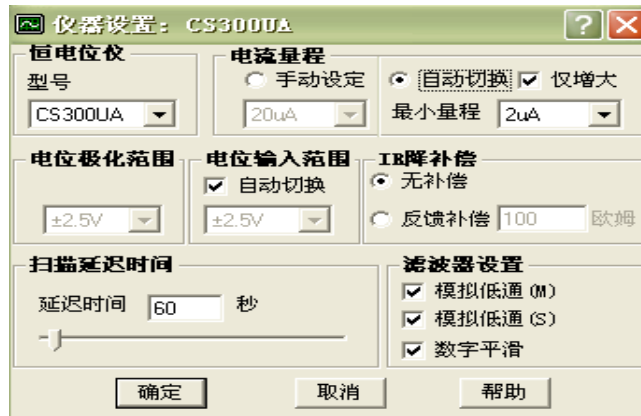 仪器设置：CS300UA
恒电位仪
型号
CS300UA
电流量程
手动设定
自动切换
仅增大
20uA
最小量程
2uA
电位极化范围
±2.5V
电位输入范围
自动切换
±2.5V
IR降补偿
无补偿
反馈补偿 100 欧姆
扫描延迟时间
延迟时间 60 秒
滤波器设置
模拟低通(M)
模拟低通(S)
数字平滑
确定
取消
帮助